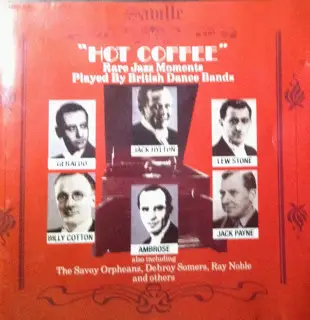 Saville
"HOT COFFEE"
Rare Jazz Moments
Played By British Dance Bands
GERALDO
JACK HYLTON
LEW STONE
BILLY COTTON
AMBROSE
JACK PAYNE
also including
The Savoy Orpheans, Debroy Somers, Ray Noble
and others